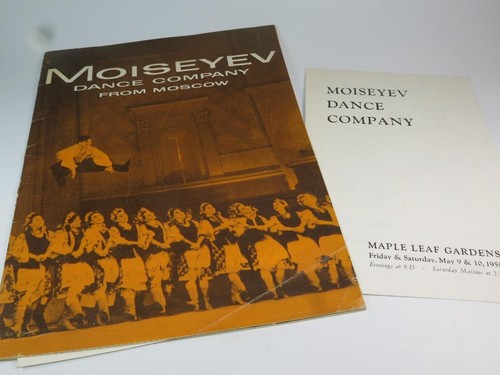 MOISEYEV
DANCE COMPANY
FROM MOSCOW
MOISEYEV
DANCE
COMPANY
MAPLE LEAF GARDENS
Friday & Saturday, May 9 & 10,
Evenings at 8:15 - Saturday Matinee at